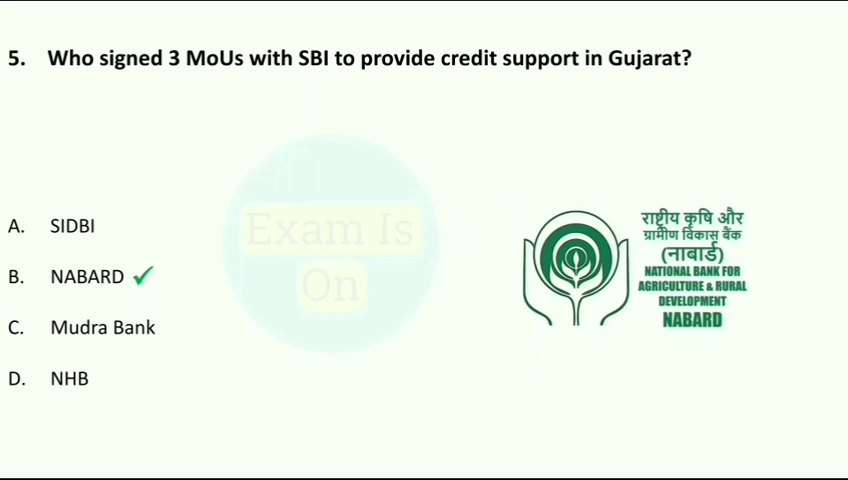 5. Who signed 3 MoUs with SBI to provide credit support in Gujarat?
Exam Is
On
A. SIDBI
B. NABARD
C. Mudra Bank
D. NHB
राष्ट्रीय कृषि और
ग्रामीण विकास बैंक
(नाबार्ड)
NATIONAL BANK FOR
AGRICULTURE & RURAL
DEVELOPMENT
NABARD